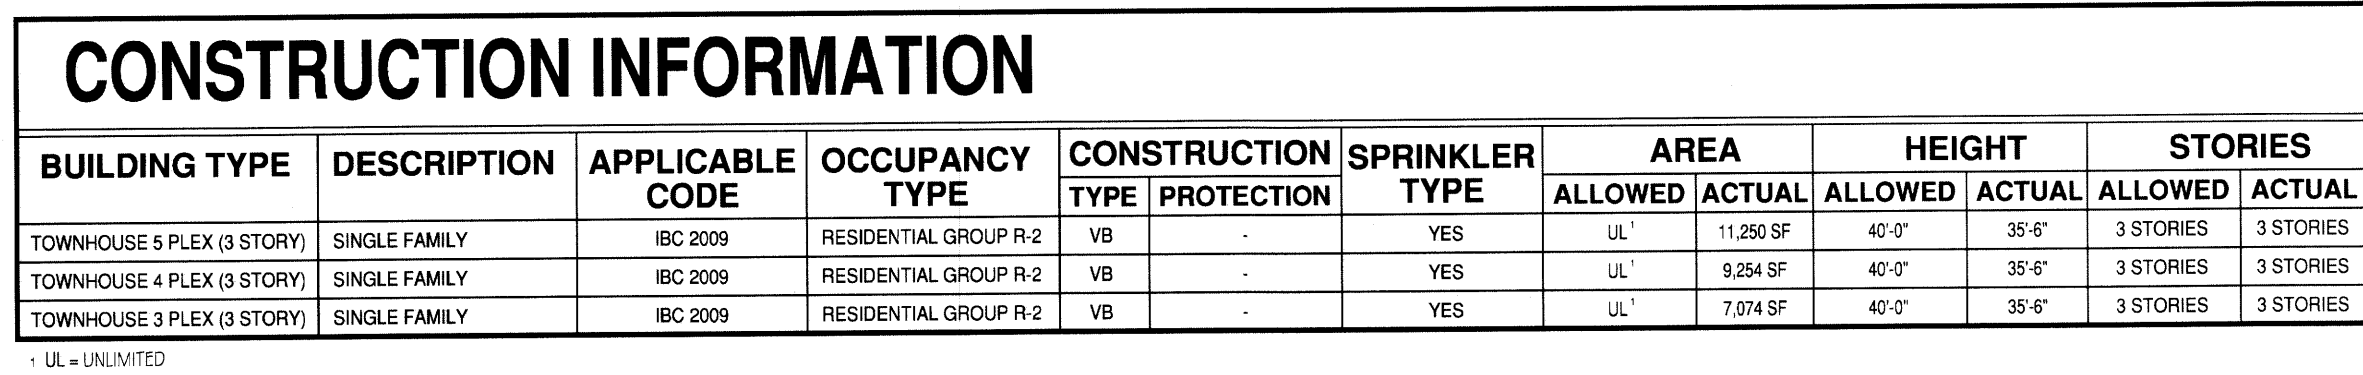 CONSTRUCTION INFORMATION
BUILDING TYPE DESCRIPTION APPLICABLE CODE OCCUPANCY TYPE CONSTRUCTION SPRINKLER TYPE AREA HEIGHT STORIES
TYPE PROTECTION ALLOWED ACTUAL ALLOWED ACTUAL ALLOWED ACTUAL
TOWNHOUSE 5 PLEX (3 STORY) SINGLE FAMILY IBC 2009 RESIDENTIAL GROUP R-2 VB - YES UL¹ 11,250 SF 40'-0" 35'-6" 3 STORIES 3 STORIES
TOWNHOUSE 4 PLEX (3 STORY) SINGLE FAMILY IBC 2009 RESIDENTIAL GROUP R-2 VB - YES UL¹ 9,254 SF 40'-0" 35'-6" 3 STORIES 3 STORIES
TOWNHOUSE 3 PLEX (3 STORY) SINGLE FAMILY IBC 2009 RESIDENTIAL GROUP R-2 VB - YES UL¹ 7,074 SF 40'-0" 35'-6" 3 STORIES 3 STORIES
1 UL = UNLIMITED